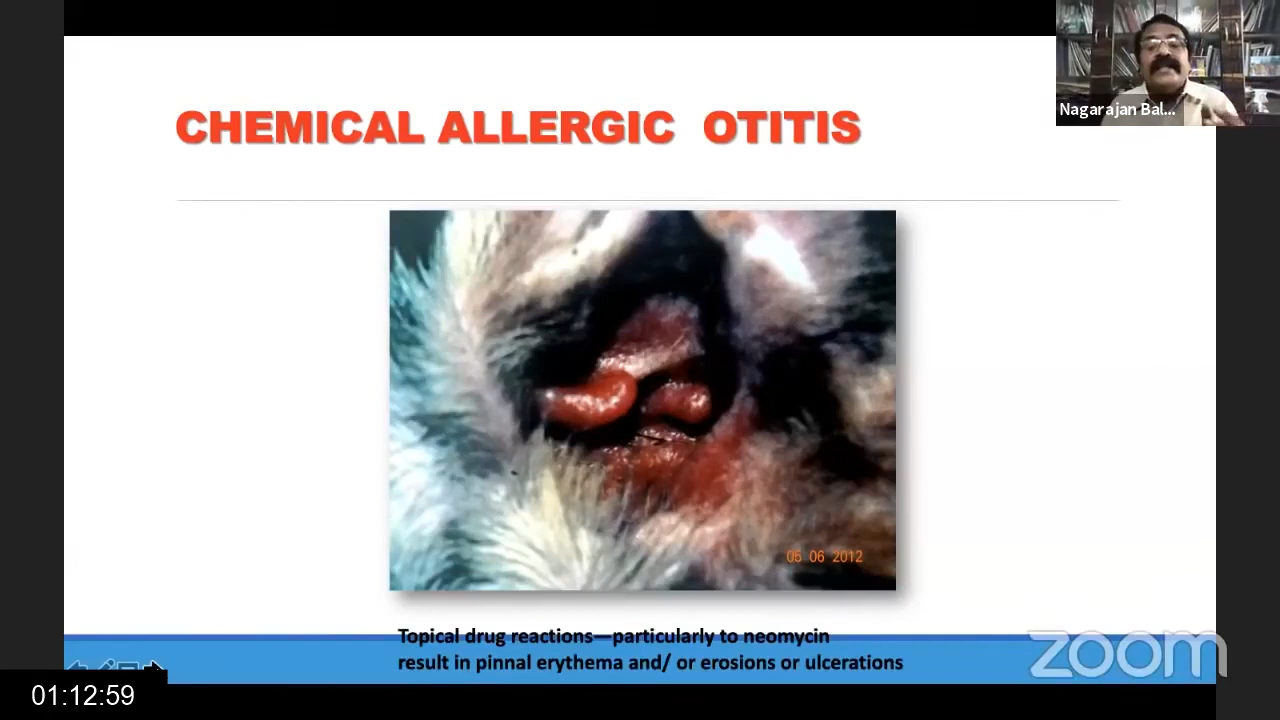 CHEMICAL ALLERGIC OTITIS
Nagarajan Bal...
05 06 2012
Topical drug reactions—particularly to neomycin
result in pinnal erythema and/ or erosions or ulcerations
zoom
01:12:59